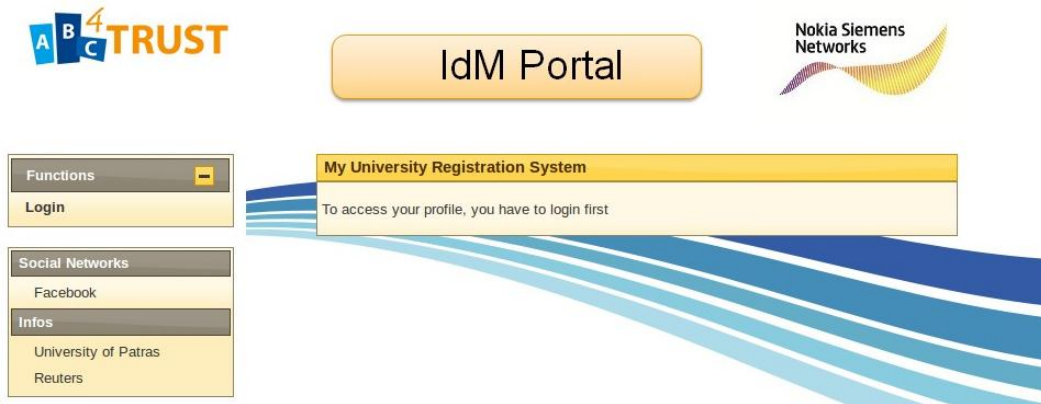 ABC4TRUST
IdM Portal
Nokia Siemens
Networks
Functions
Login
My University Registration System
To access your profile, you have to login first
Social Networks
Facebook
Infos
University of Patras
Reuters